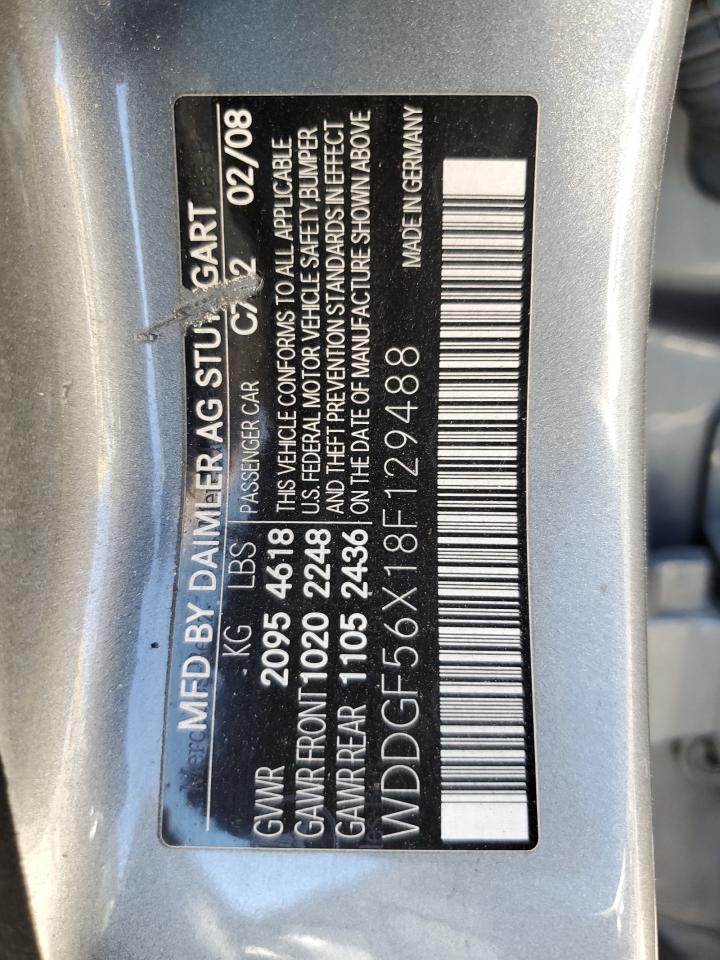 MFD BY DAIMLER AG STUTTGART
KG LBS PASSENGER CAR 02/08
GVWR 2095 4618 THIS VEHICLE CONFORMS TO ALL APPLICABLE
GAWR FRONT 1020 2248 U.S. FEDERAL MOTOR VEHICLE SAFETY,BUMPER
AND THEFT PREVENTION STANDARDS IN EFFECT
GAWR REAR 1105 2436 ON THE DATE OF MANUFACTURE SHOWN ABOVE
WDDGF56X18F129488 MADE IN GERMANY